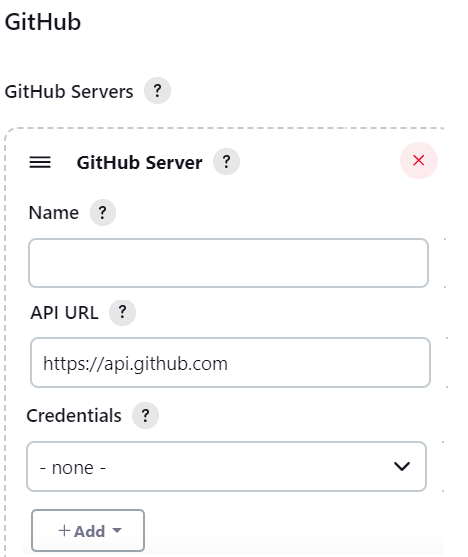 GitHub
GitHub Servers ?
GitHub Server ?
Name ?
API URL ?
https://api.github.com
Credentials ?
- none -
+ Add